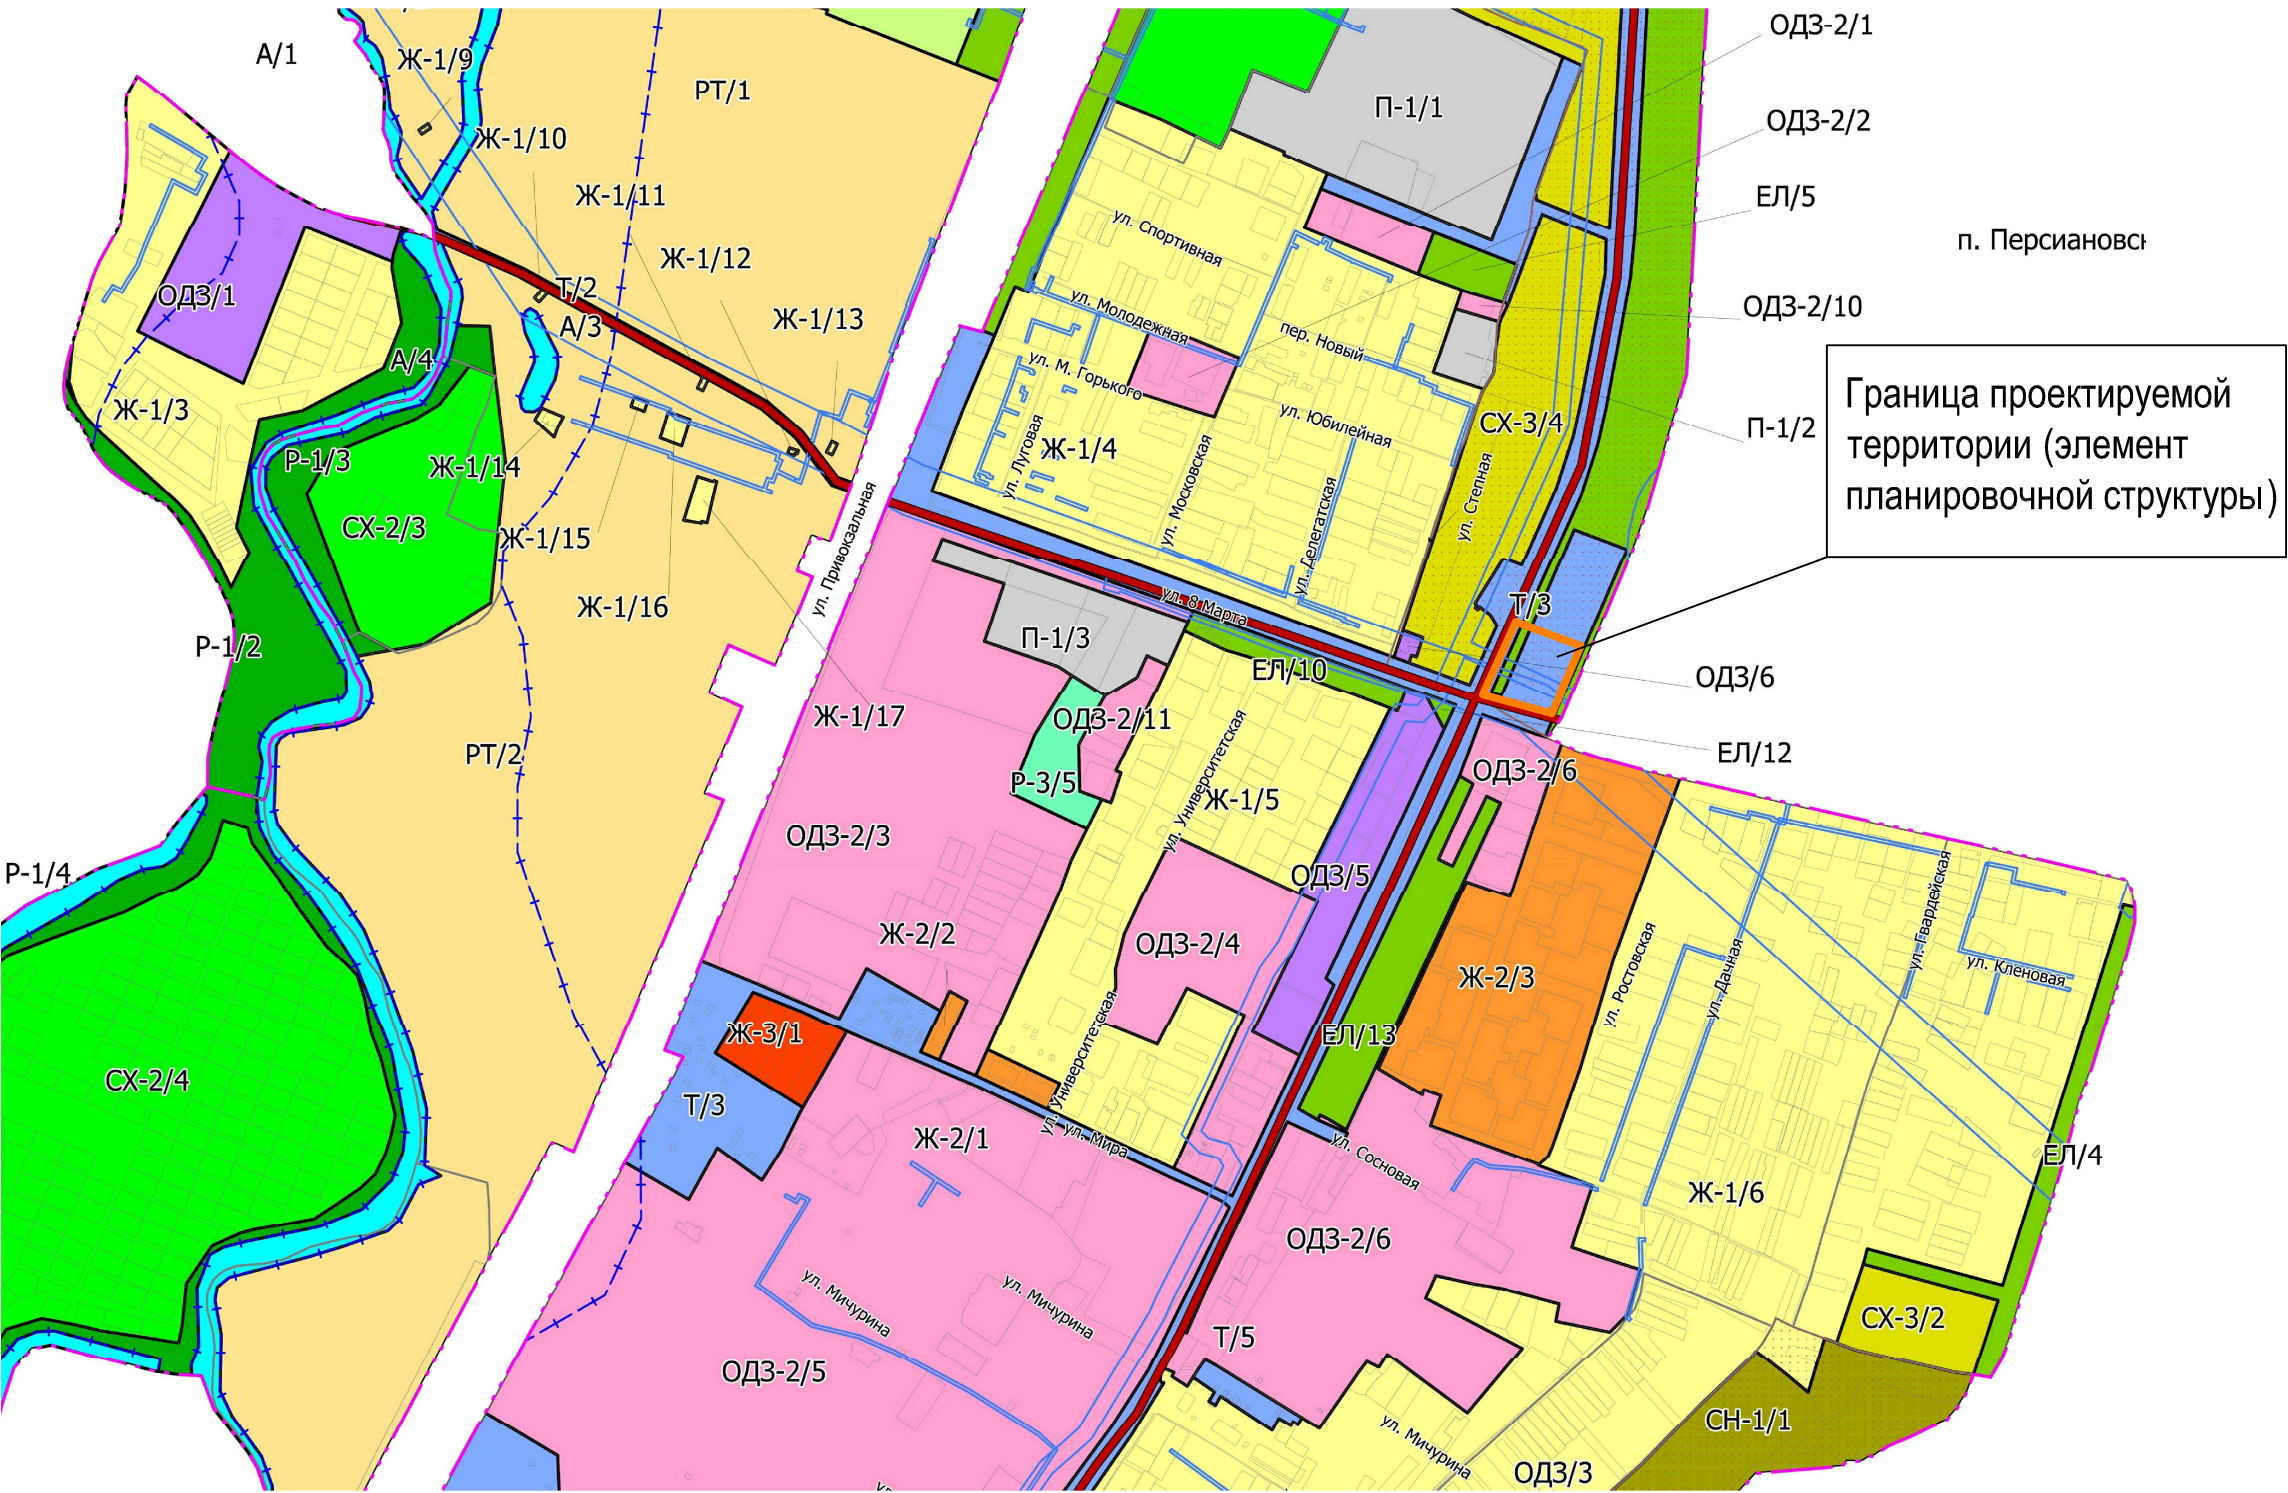 ОДЗ-2/1
А/1
Ж-1/9
РТ/1
П-1/1
ОДЗ-2/2
Ж-1/10
Ж-1/11
ЕЛ/5
ул. Спортивная
п. Персиановск
Ж-1/12
Т/2
ОДЗ/1
А/3
Ж-1/13
ул. Молодежная
ОДЗ-2/10
пер. Новый
А/4
ул. М. Горького
Ж-1/3
ул. Юбилейная
СХ-3/4
П-1/2
Граница проектируемой
территории (элемент
планировочной структуры)
Р-1/3
Ж-1/14
ул. Луговая
Ж-1/4
ул. Московская
ул. Степная
СХ-2/3
Ж-1/15
ул. Привокзальная
ул. Делегатская
Ж-1/16
ул. 8 Марта
Т/3
Р-1/2
П-1/3
ЕЛ/10
ОДЗ/6
Ж-1/17
ОДЗ-2/11
ул. Университетская
РТ/2
ЕЛ/12
ОДЗ-2/6
Р-3/5
Ж-1/5
ОДЗ-2/3
Р-1/4
ОДЗ/5
ул. Гвардейская
Ж-2/2
ОДЗ-2/4
Ж-2/3
ул. Ростовская
ул. Дачная
ул. Кленовая
Ж-3/1
ЕЛ/13
ул. Университетская
СХ-2/4
Т/3
Ж-2/1
ул. Мира
ул. Сосновая
ЕЛ/4
Ж-1/6
ОДЗ-2/6
ул. Мичурина
ул. Мичурина
Т/5
СХ-3/2
ОДЗ-2/5
СН-1/1
ул. Мичурина
ОДЗ/3